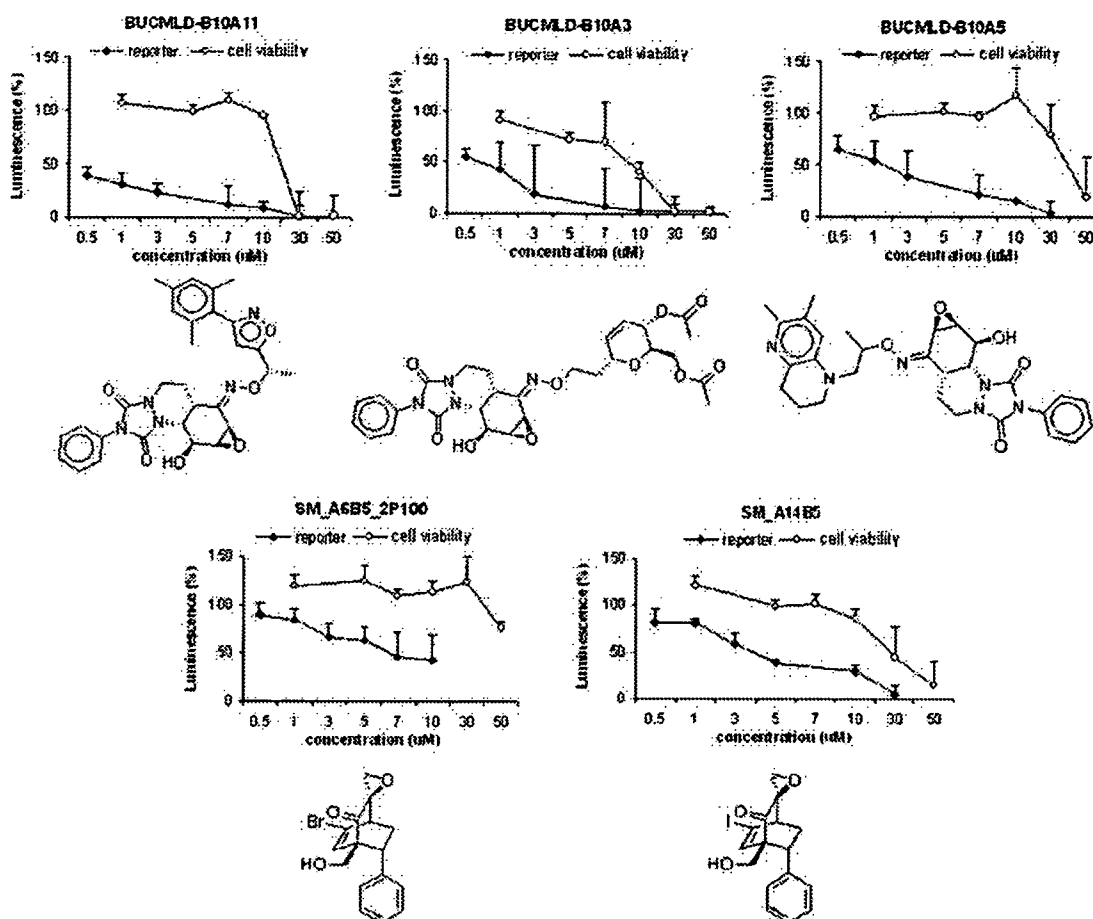 BUCMLD-B10A11
reporter cell viability
Luminescence (%)
150
100
50
0
0.5 1 3 5 7 10 30 50
concentration (uM)
BUCMLD-B10A3
reporter cell viability
Luminescence (%)
150
100
50
0
0.5 1 3 5 7 10 30 50
concentration (uM)
BUCMLD-B10A5
reporter cell viability
Luminescence (%)
150
100
50
0
0.5 1 3 5 7 10 30 50
concentration (uM)
N
O
N
O
O
N
N
N
O
HO
O
O
O
O
O
O
N
O
O
N
N
N
O
HO
O
N
N
O
N
O
OH
O
N
N
N
O
SM_A6B5_2P100
reporter cell viability
Luminescence (%)
150
100
50
0
0.5 1 3 5 7 10 30 50
concentration (uM)
SM_A14B5
reporter cell viability
Luminescence (%)
150
100
50
0
0.5 1 3 5 7 10 30 50
concentration (uM)
O
O
Br
HO
O
O
I
HO